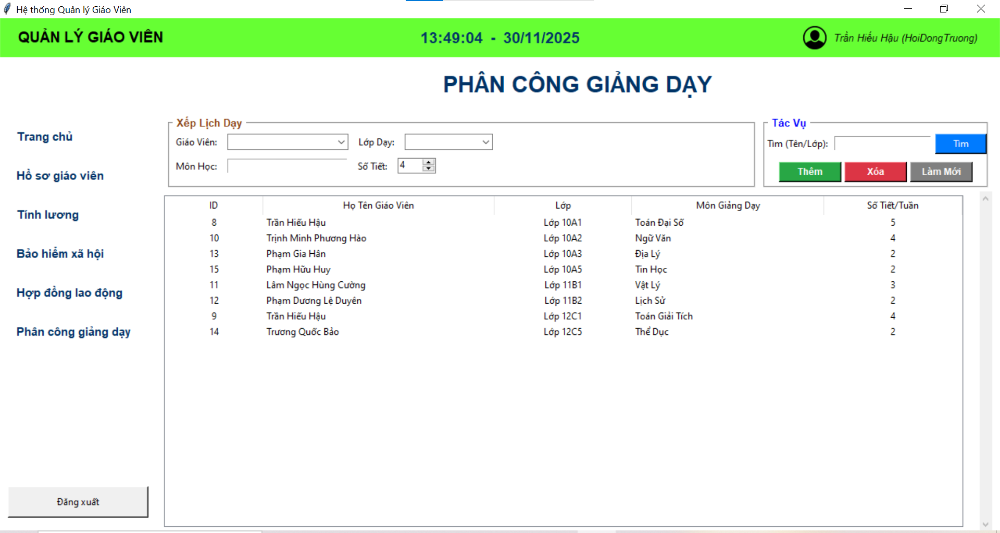 Hệ thống Quản lý Giáo Viên
QUẢN LÝ GIÁO VIÊN
13:49:04 - 30/11/2025
Trần Hiếu Hậu (HoiDongTruong)
PHÂN CÔNG GIẢNG DẠY
Trang chủ
Hồ sơ giáo viên
Tính lương
Bảo hiểm xã hội
Hợp đồng lao động
Phân công giảng dạy
Đăng xuất
Xếp Lịch Dạy
Giáo Viên: Lớp Dạy:
Môn Học: Số Tiết: 4
Tác Vụ
Tìm (Tên/Lớp): Tìm
Thêm Xóa Làm Mới
ID Họ Tên Giáo Viên Lớp Môn Giảng Dạy Số Tiết/Tuần
8 Trần Hiếu Hậu Lớp 10A1 Toán Đại Số 5
10 Trịnh Minh Phương Hào Lớp 10A2 Ngữ Văn 4
13 Phạm Gia Hân Lớp 10A3 Địa Lý 2
15 Phạm Hữu Huy Lớp 10A5 Tin Học 2
11 Lâm Ngọc Hùng Cường Lớp 11B1 Vật Lý 3
12 Phạm Dương Lệ Duyên Lớp 11B2 Lịch Sử 2
9 Trần Hiếu Hậu Lớp 12C1 Toán Giải Tích 4
14 Trương Quốc Bảo Lớp 12C5 Thể Dục 2